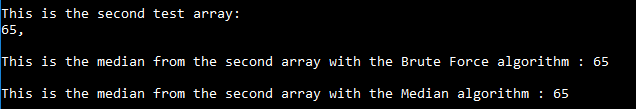 This is the second test array:
65,
This is the median from the second array with the Brute Force algorithm : 65
This is the median from the second array with the Median algorithm : 65